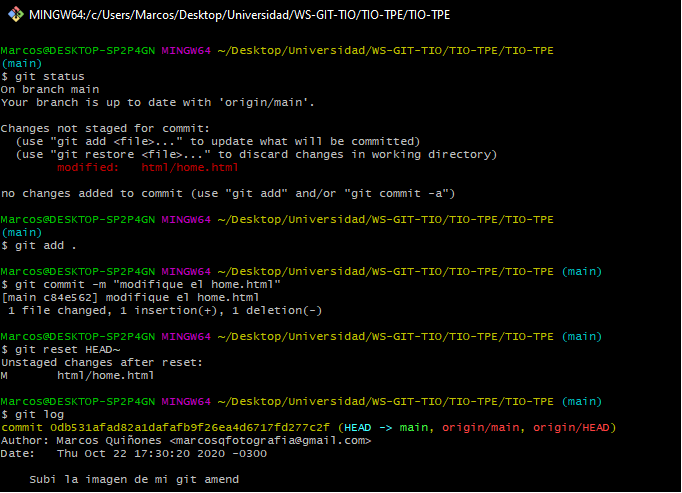 MINGW64:/c/Users/Marcos/Desktop/Universidad/WS-GIT-TIO/TIO-TPE/TIO-TPE
Marcos@DESKTOP-SP2P4GN MINGW64 ~/Desktop/Universidad/WS-GIT-TIO/TIO-TPE/TIO-TPE
(main)
$ git status
On branch main
Your branch is up to date with 'origin/main'.
Changes not staged for commit:
(use "git add <file>..." to update what will be committed)
(use "git restore <file>..." to discard changes in working directory)
modified: html/home.html
no changes added to commit (use "git add" and/or "git commit -a")
Marcos@DESKTOP-SP2P4GN MINGW64 ~/Desktop/Universidad/WS-GIT-TIO/TIO-TPE/TIO-TPE
(main)
$ git add .
Marcos@DESKTOP-SP2P4GN MINGW64 ~/Desktop/Universidad/WS-GIT-TIO/TIO-TPE/TIO-TPE (main)
$ git commit -m "modifique el home.html"
[main c84e562] modifique el home.html
1 file changed, 1 insertion(+), 1 deletion(-)
Marcos@DESKTOP-SP2P4GN MINGW64 ~/Desktop/Universidad/WS-GIT-TIO/TIO-TPE/TIO-TPE (main)
$ git reset HEAD~
Unstaged changes after reset:
M html/home.html
Marcos@DESKTOP-SP2P4GN MINGW64 ~/Desktop/Universidad/WS-GIT-TIO/TIO-TPE/TIO-TPE (main)
$ git log
commit 0db531afad82a1dafafb9f26ea4d6717fd277c2f (HEAD -> main, origin/main, origin/HEAD)
Author: Marcos Quiñones <marcosqfotografia@gmail.com>
Date: Thu Oct 22 17:30:20 2020 -0300
Subi la imagen de mi git amend